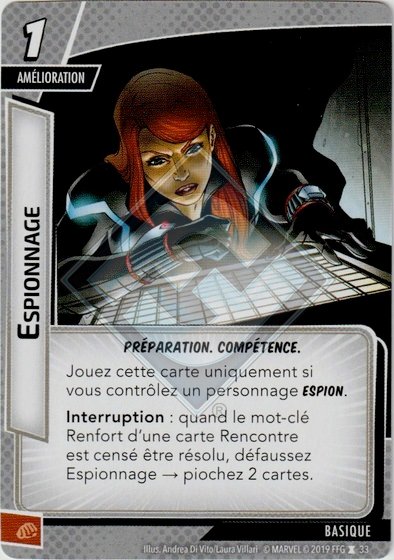 1
AMÉLIORATION
ESPIONNAGE
PRÉPARATION. COMPÉTENCE.
Jouez cette carte uniquement si
vous contrôlez un personnage ESPION.
Interruption : quand le mot-clé
Renfort d'une carte Rencontre
est censé être résolu, défaussez
Espionnage → piochez 2 cartes.
BASIQUE
Illus. Andrea Di Vito/Laura Villari © MARVEL © 2019 FFG 33